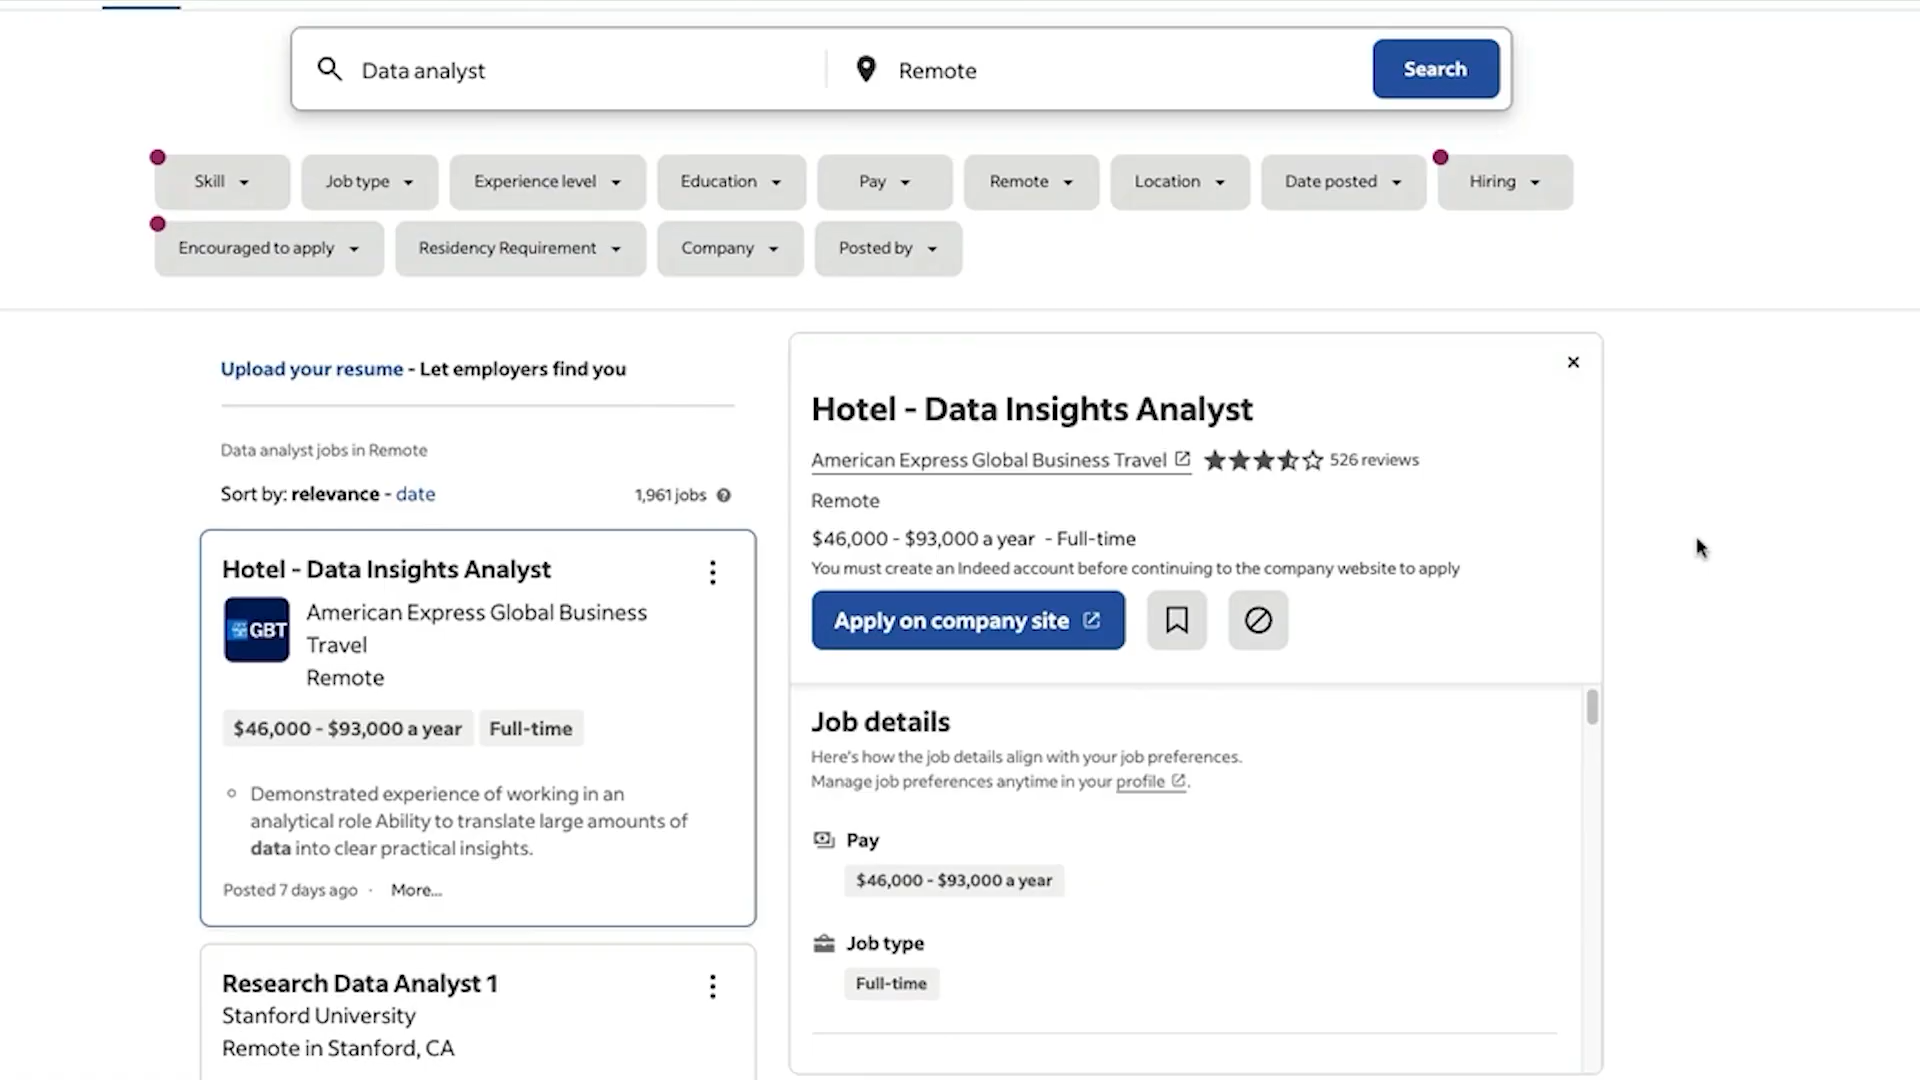 Data analyst
Remote
Search
Skill
Job type
Experience level
Education
Pay
Remote
Location
Date posted
Hiring
Encouraged to apply
Residency Requirement
Company
Posted by
Upload your resume - Let employers find you
Data analyst jobs in Remote
Sort by: relevance - date
1,961 jobs
Hotel - Data Insights Analyst
GBT
American Express Global Business
Travel
Remote
$46,000 - $93,000 a year
Full-time
Demonstrated experience of working in an
analytical role Ability to translate large amounts of
data into clear practical insights.
Posted 7 days ago · More...
Research Data Analyst 1
Stanford University
Remote in Stanford, CA
Hotel - Data Insights Analyst
American Express Global Business Travel
526 reviews
Remote
$46,000 - $93,000 a year - Full-time
You must create an Indeed account before continuing to the company website to apply
Apply on company site
Job details
Here's how the job details align with your job preferences.
Manage job preferences anytime in your profile.
Pay
$46,000 - $93,000 a year
Job type
Full-time